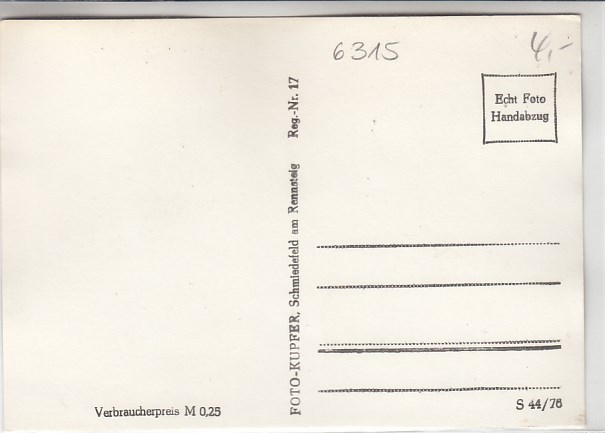 6315
4,-
Echt Foto
Handabzug
FOTO-KUPFER, Schmiedefeld am Rennsteig Reg.-Nr. 17
Verbraucherpreis M 0,25
S 44/76